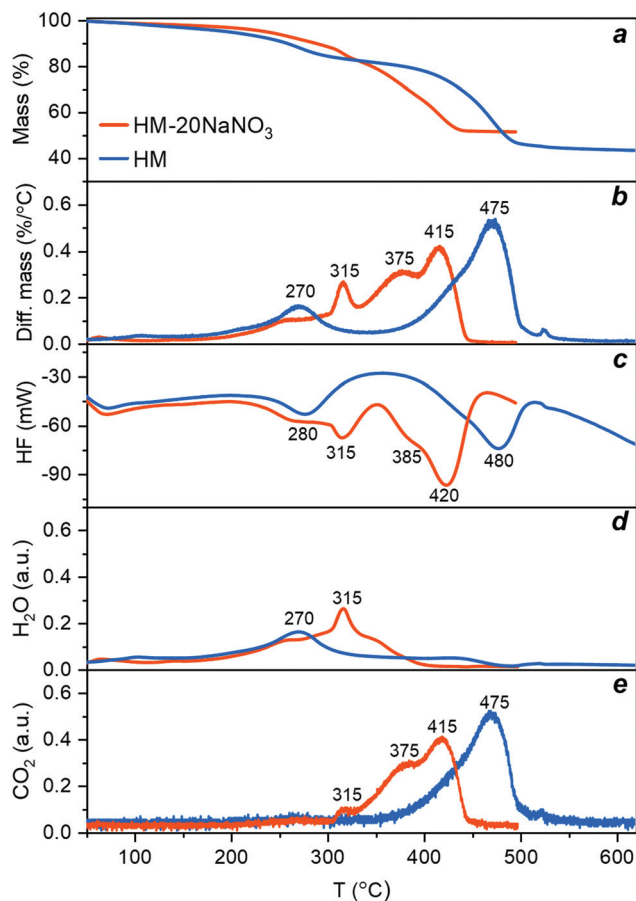 a
Mass (%)
100
80
60
40
HM-20NaNO₃
HM
b
Diff. mass (%/°C)
0.6
0.4
0.2
0.0
270
315
375
415
475
c
HF (mW)
-30
-60
-90
280
315
385
420
480
d
H₂O (a.u.)
0.6
0.4
0.2
0.0
270
315
e
CO₂ (a.u.)
0.6
0.4
0.2
0.0
315
375
415
475
100 200 300 400 500 600
T (°C)